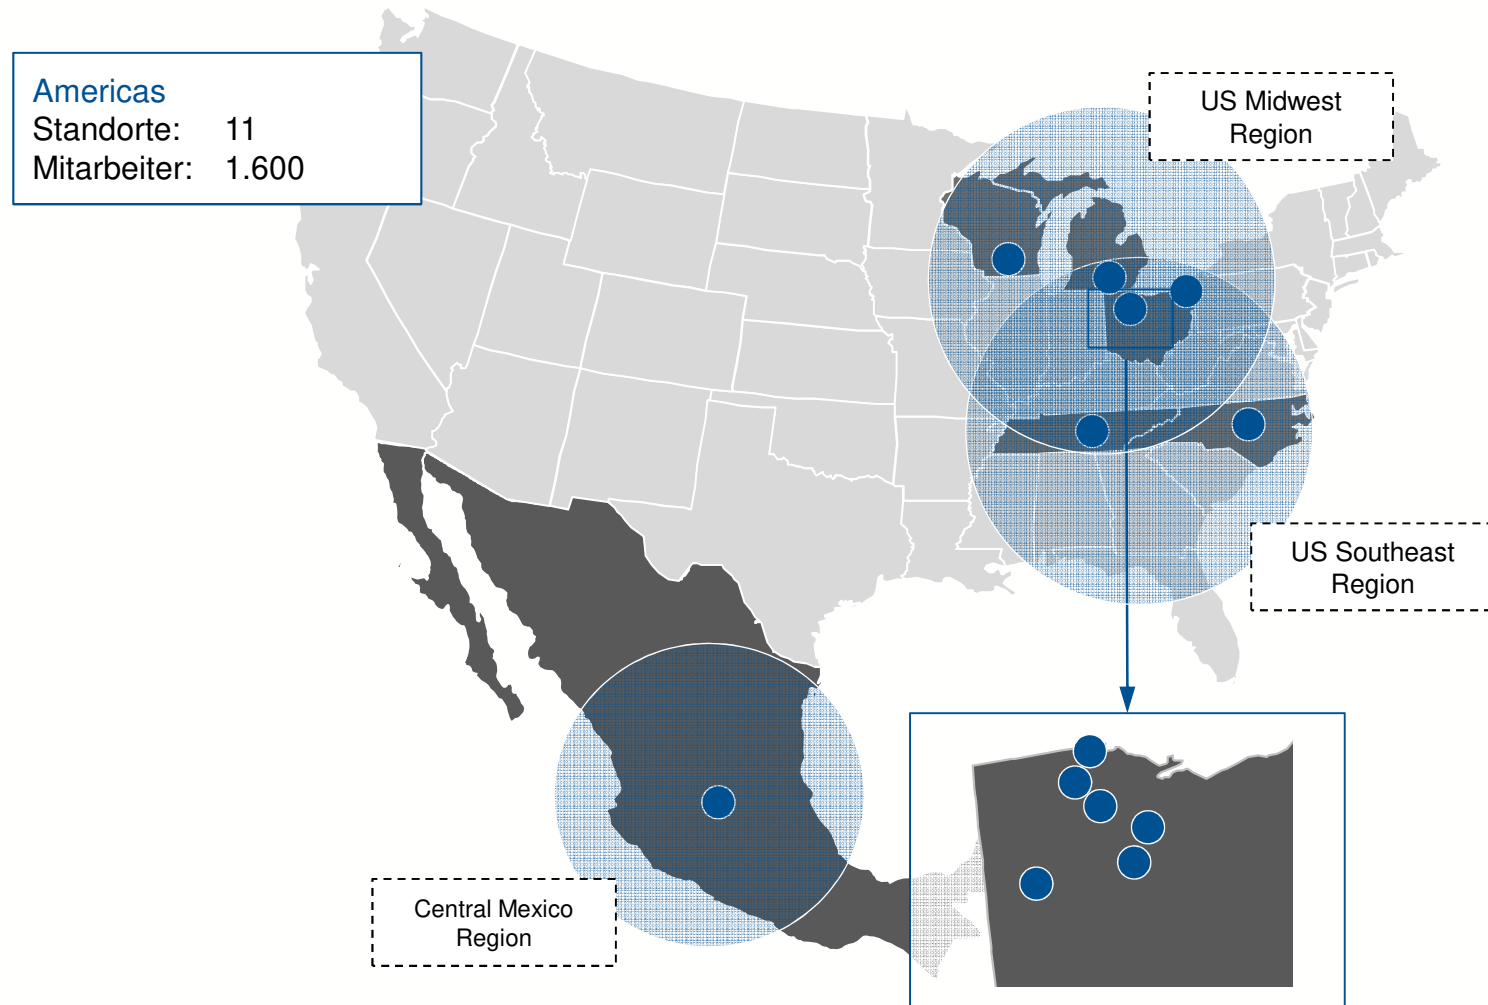 Americas
Standorte: 11
Mitarbeiter: 1.600
US Midwest
Region
US Southeast
Region
Central Mexico
Region